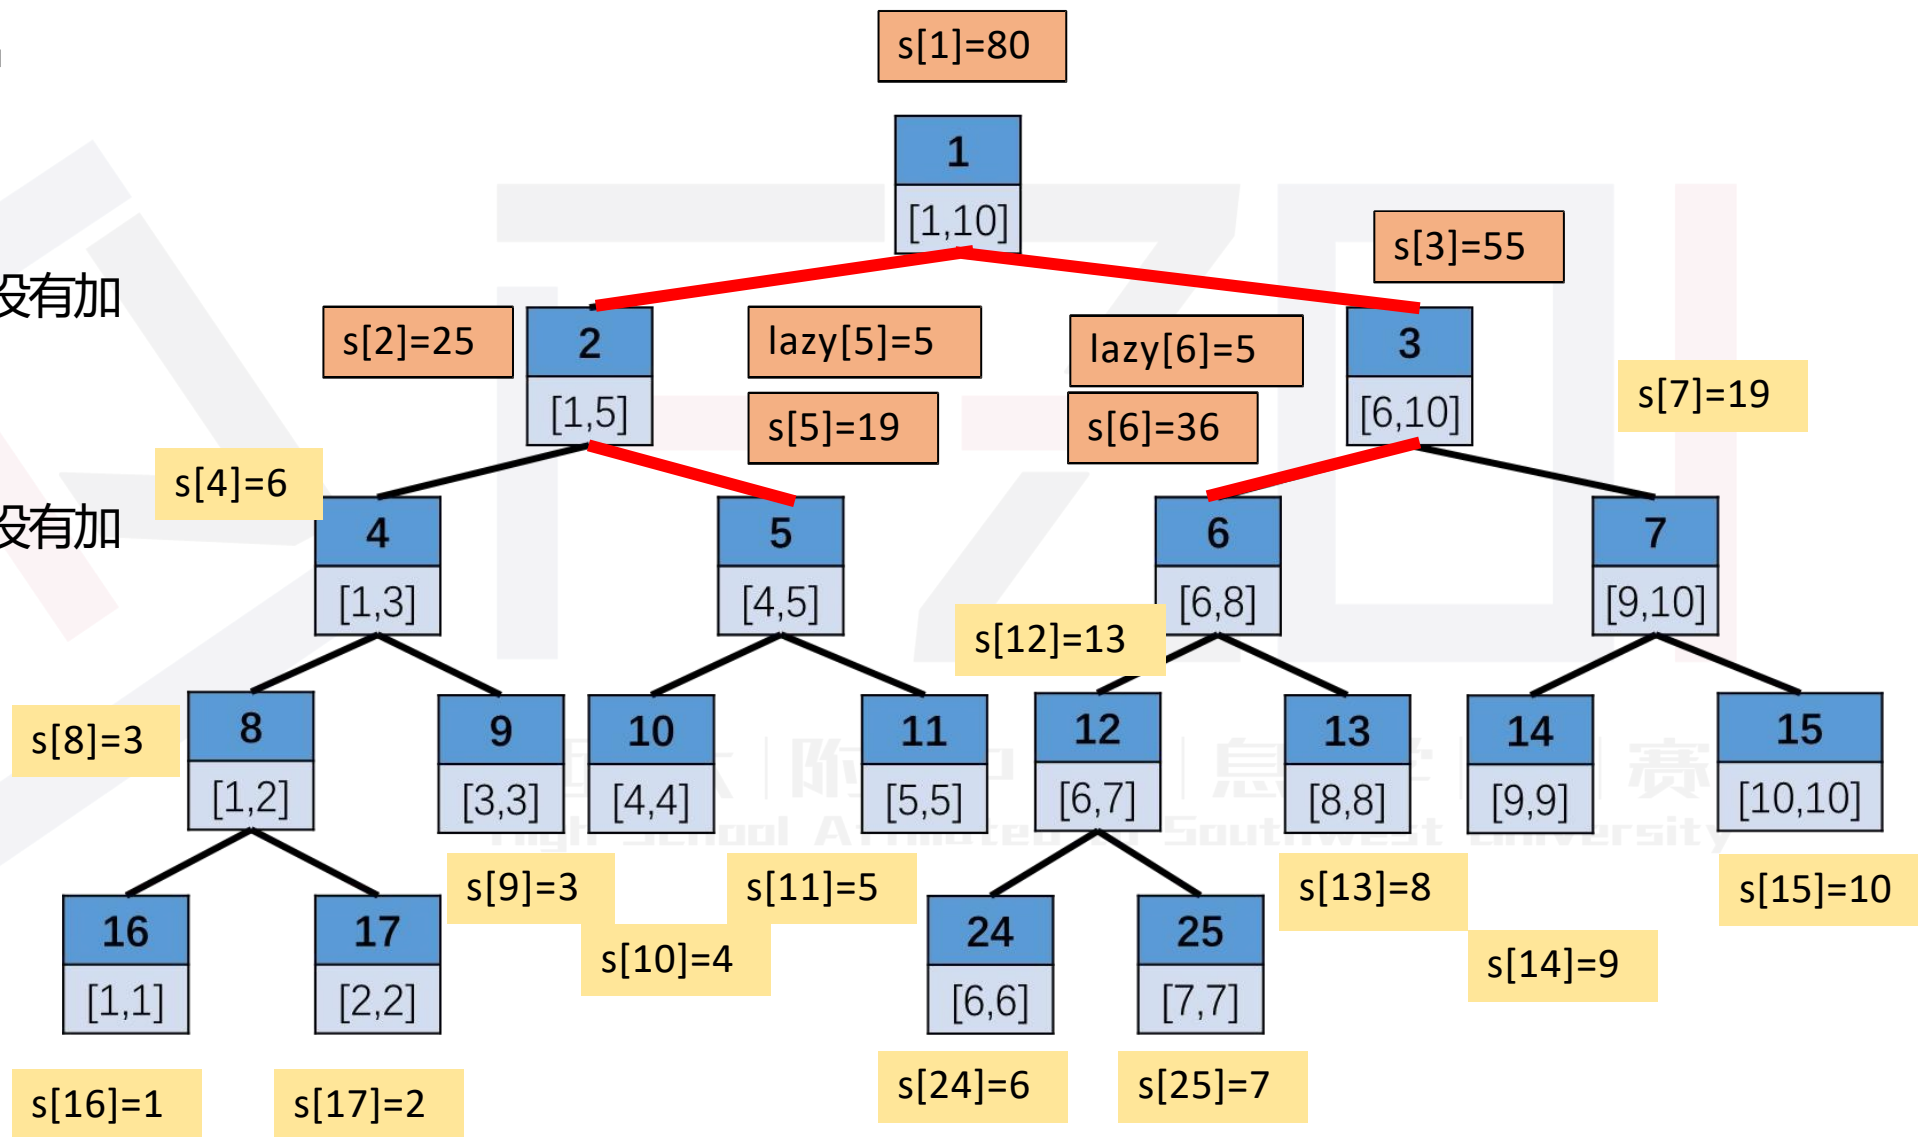 s[1]=80
1
[1,10]
s[3]=55
没有加
s[2]=25
2
[1,5]
lazy[5]=5
s[5]=19
lazy[6]=5
s[6]=36
3
[6,10]
s[7]=19
s[4]=6
没有加
4
[1,3]
5
[4,5]
6
[6,8]
7
[9,10]
s[12]=13
s[8]=3
8
[1,2]
9
[3,3]
10
[4,4]
11
[5,5]
12
[6,7]
13
[8,8]
14
[9,9]
15
[10,10]
s[9]=3
s[10]=4
s[11]=5
s[13]=8
s[14]=9
s[15]=10
16
[1,1]
17
[2,2]
24
[6,6]
25
[7,7]
s[16]=1
s[17]=2
s[24]=6
s[25]=7